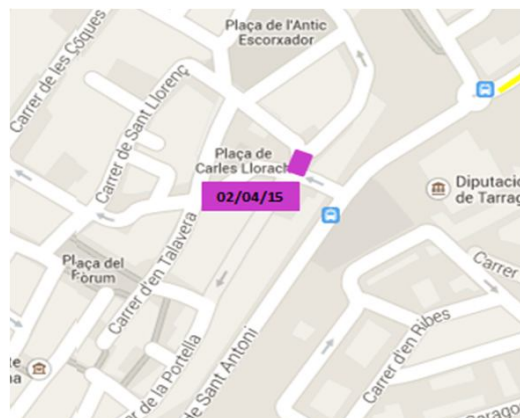 Plaça de l'Antic
Escorxador
Carrer de les Coques
Carrer de Sant Llorenç
Plaça de
Carles Llorach
02/04/15
Diputació
de Tarrag
Carrer
Plaça del
Fòrum
Carrer d'en Talavera
Carrer d'en Ribes
de la Portella
de Sant Antoni